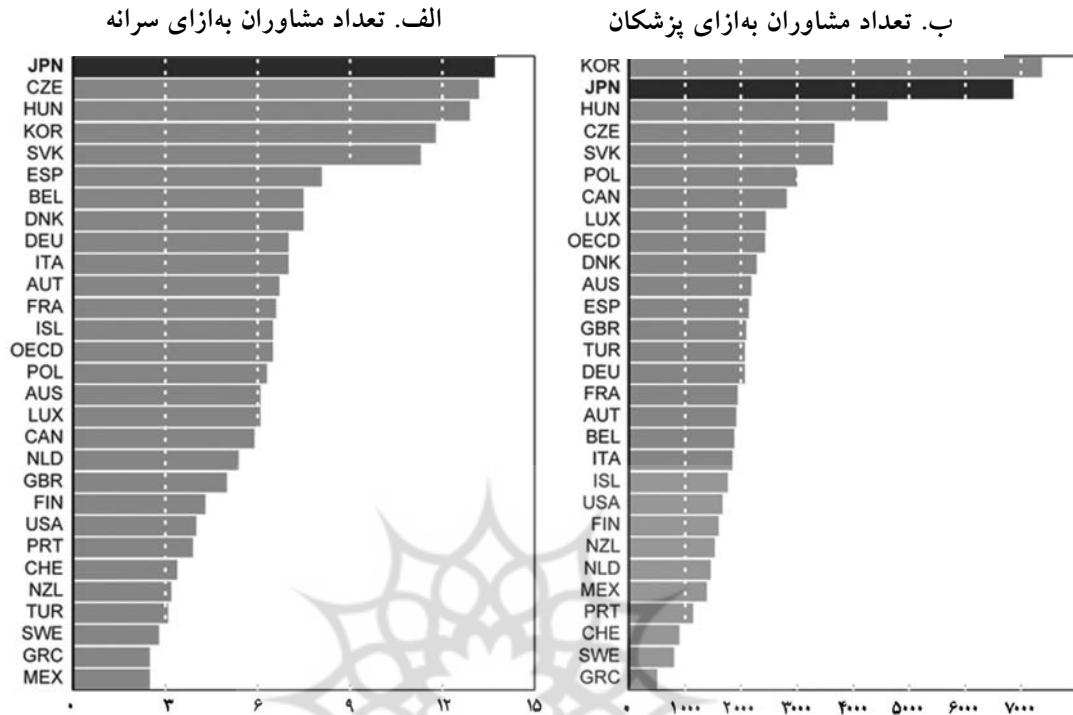 الف. تعداد مشاوران به‌ازای سرانه
JPN
CZE
HUN
KOR
SVK
ESP
BEL
DNK
DEU
ITA
AUT
FRA
ISL
OECD
POL
AUS
LUX
CAN
NLD
GBR
FIN
USA
PRT
CHE
NZL
TUR
SWE
GRC
MEX
۰ ۳ ۶ ۹ ۱۲ ۱۵
ب. تعداد مشاوران به‌ازای پزشکان
KOR
JPN
HUN
CZE
SVK
POL
CAN
LUX
OECD
DNK
AUS
ESP
GBR
TUR
DEU
FRA
AUT
BEL
ITA
ISL
USA
FIN
NZL
NLD
MEX
PRT
CHE
SWE
GRC
۰ ۱۰۰۰ ۲۰۰۰ ۳۰۰۰ ۴۰۰۰ ۵۰۰۰ ۶۰۰۰ ۷۰۰۰